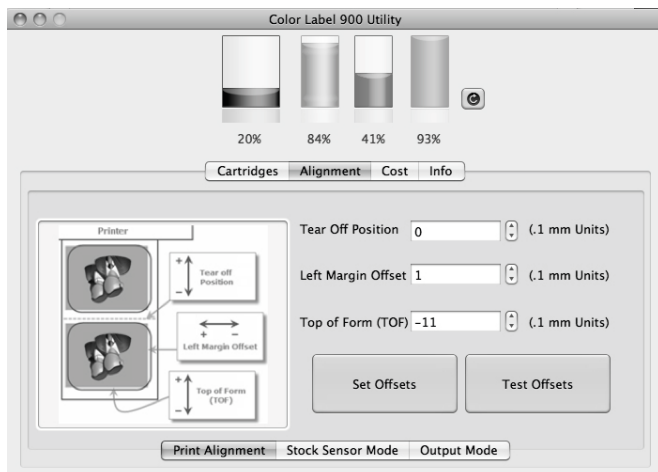 Color Label 900 Utility
20% 84% 41% 93%
Cartridges Alignment Cost Info
Printer
+
-
Tear off
Position
+ -
Left Margin Offset
+
-
Top of Form
(TOF)
Tear Off Position 0 (.1 mm Units)
Left Margin Offset 1 (.1 mm Units)
Top of Form (TOF) -11 (.1 mm Units)
Set Offsets Test Offsets
Print Alignment Stock Sensor Mode Output Mode